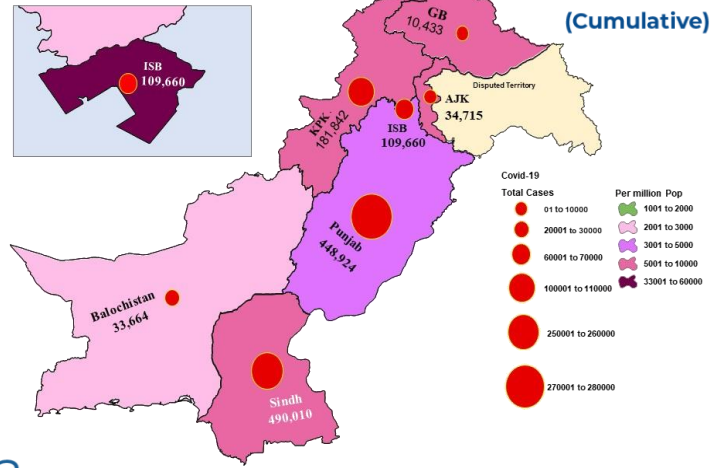 (Cumulative)
GB
10,433
ISB
109,660
Disputed Territory
AJK
34,715
KPK
181,842
ISB
109,660
Punjab
448,924
Balochistan
33,664
Sindh
490,010
Covid-19
Total Cases
01 to 10000
20001 to 30000
60001 to 70000
100001 to 110000
250001 to 260000
270001 to 280000
Per million Pop
1001 to 2000
2001 to 3000
3001 to 5000
5001 to 10000
33001 to 60000